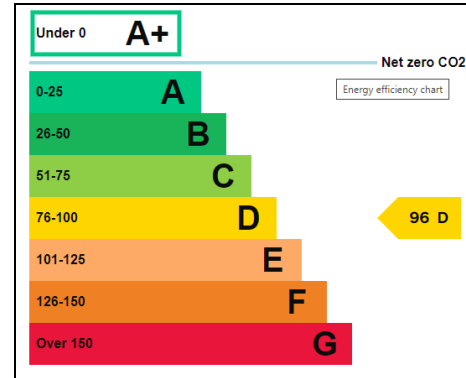 Under 0 A+
Net zero CO2
0-25 A
Energy efficiency chart
26-50 B
51-75 C
76-100 D
96 D
101-125 E
126-150 F
Over 150 G